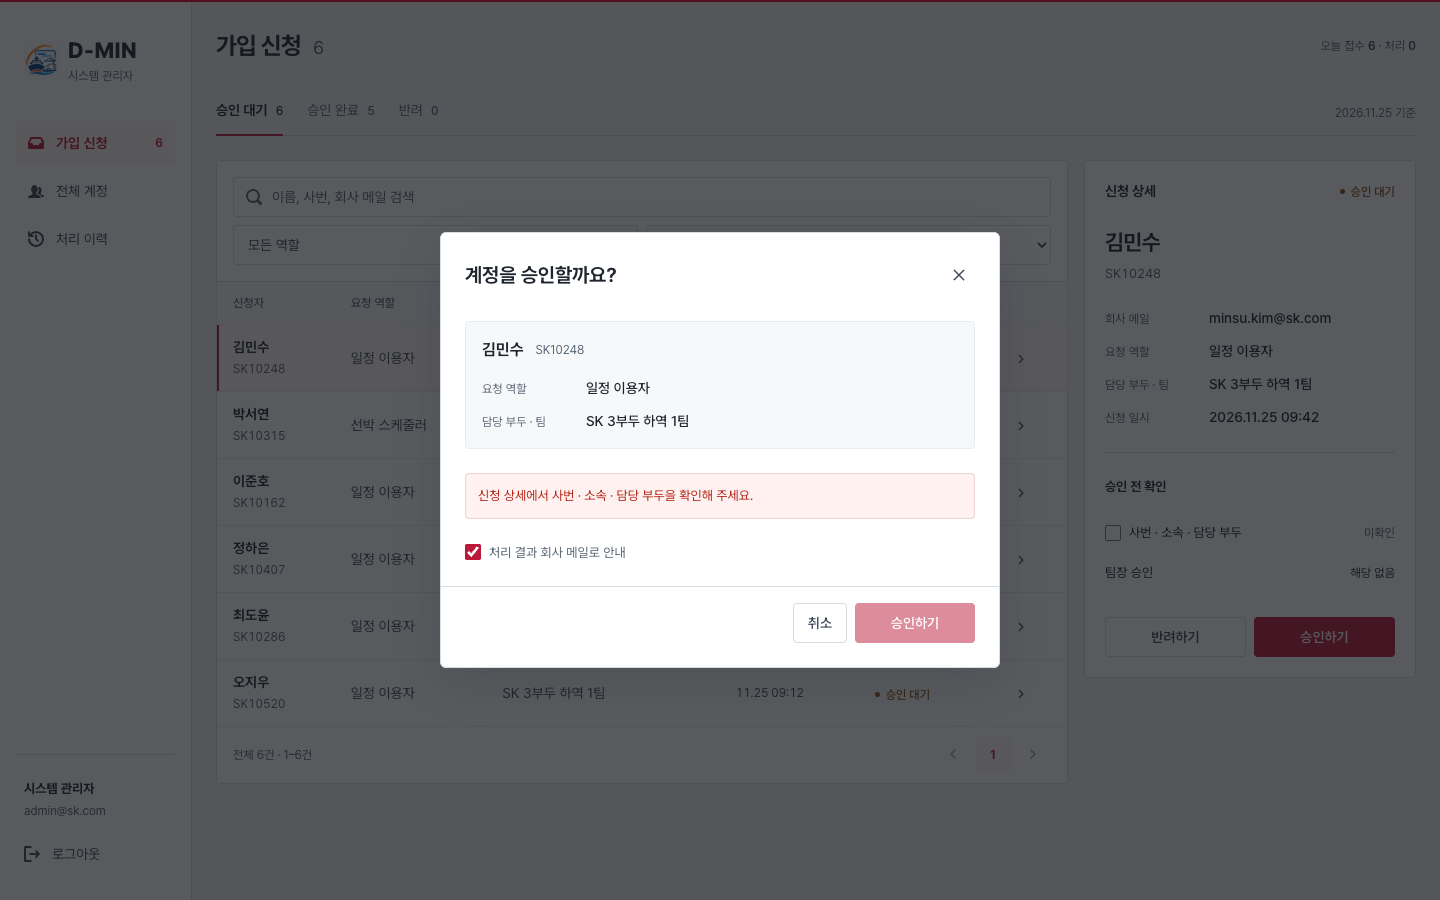 D-MIN
시스템 관리자
가입 신청 6
전체 계정
처리 이력
시스템 관리자
admin@sk.com
로그아웃
가입 신청 6
오늘 접수 6 · 처리 0
승인 대기 6 승인 완료 5 반려 0
2026.11.25 기준
이름, 사번, 회사 메일 검색
모든 역할
신청자 요청 역할
김민수
SK10248
일정 이용자
박서연
SK10315
선박 스케줄러
이준호
SK10162
일정 이용자
정하은
SK10407
일정 이용자
최도윤
SK10286
일정 이용자
오지우
SK10520
일정 이용자 SK 3부두 하역 1팀 11.25 09:12 승인 대기
전체 6건 · 1–6건
1
계정을 승인할까요?
김민수 SK10248
요청 역할 일정 이용자
담당 부두 · 팀 SK 3부두 하역 1팀
신청 상세에서 사번 · 소속 · 담당 부두을 확인해 주세요.
처리 결과 회사 메일로 안내
취소 승인하기
신청 상세 승인 대기
김민수
SK10248
회사 메일 minsu.kim@sk.com
요청 역할 일정 이용자
담당 부두 · 팀 SK 3부두 하역 1팀
신청 일시 2026.11.25 09:42
승인 전 확인
사번 · 소속 · 담당 부두 미확인
팀장 승인 해당 없음
반려하기 승인하기